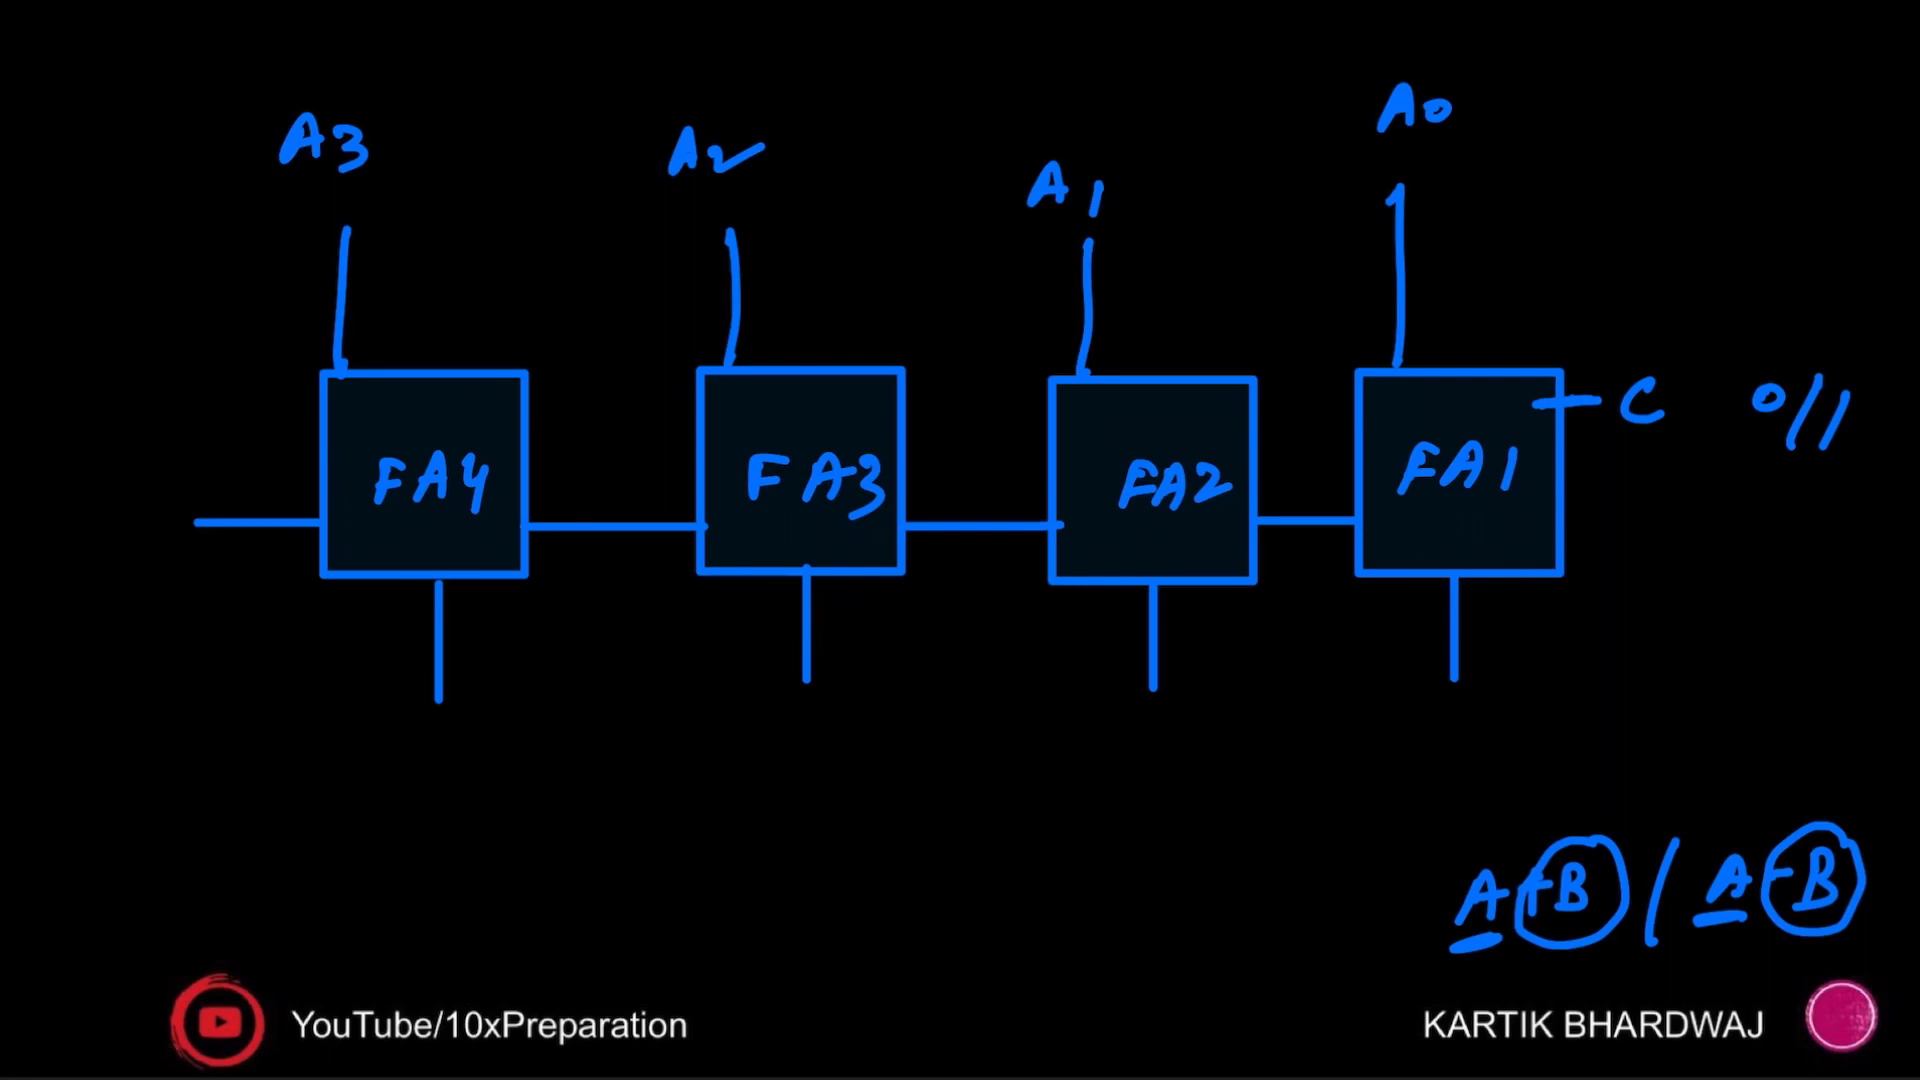 A3 A2 A1 A0
C 0/1
FA4 FA3 FA2 FA1
A+B / A-B
YouTube/10xPreparation KARTIK BHARDWAJ